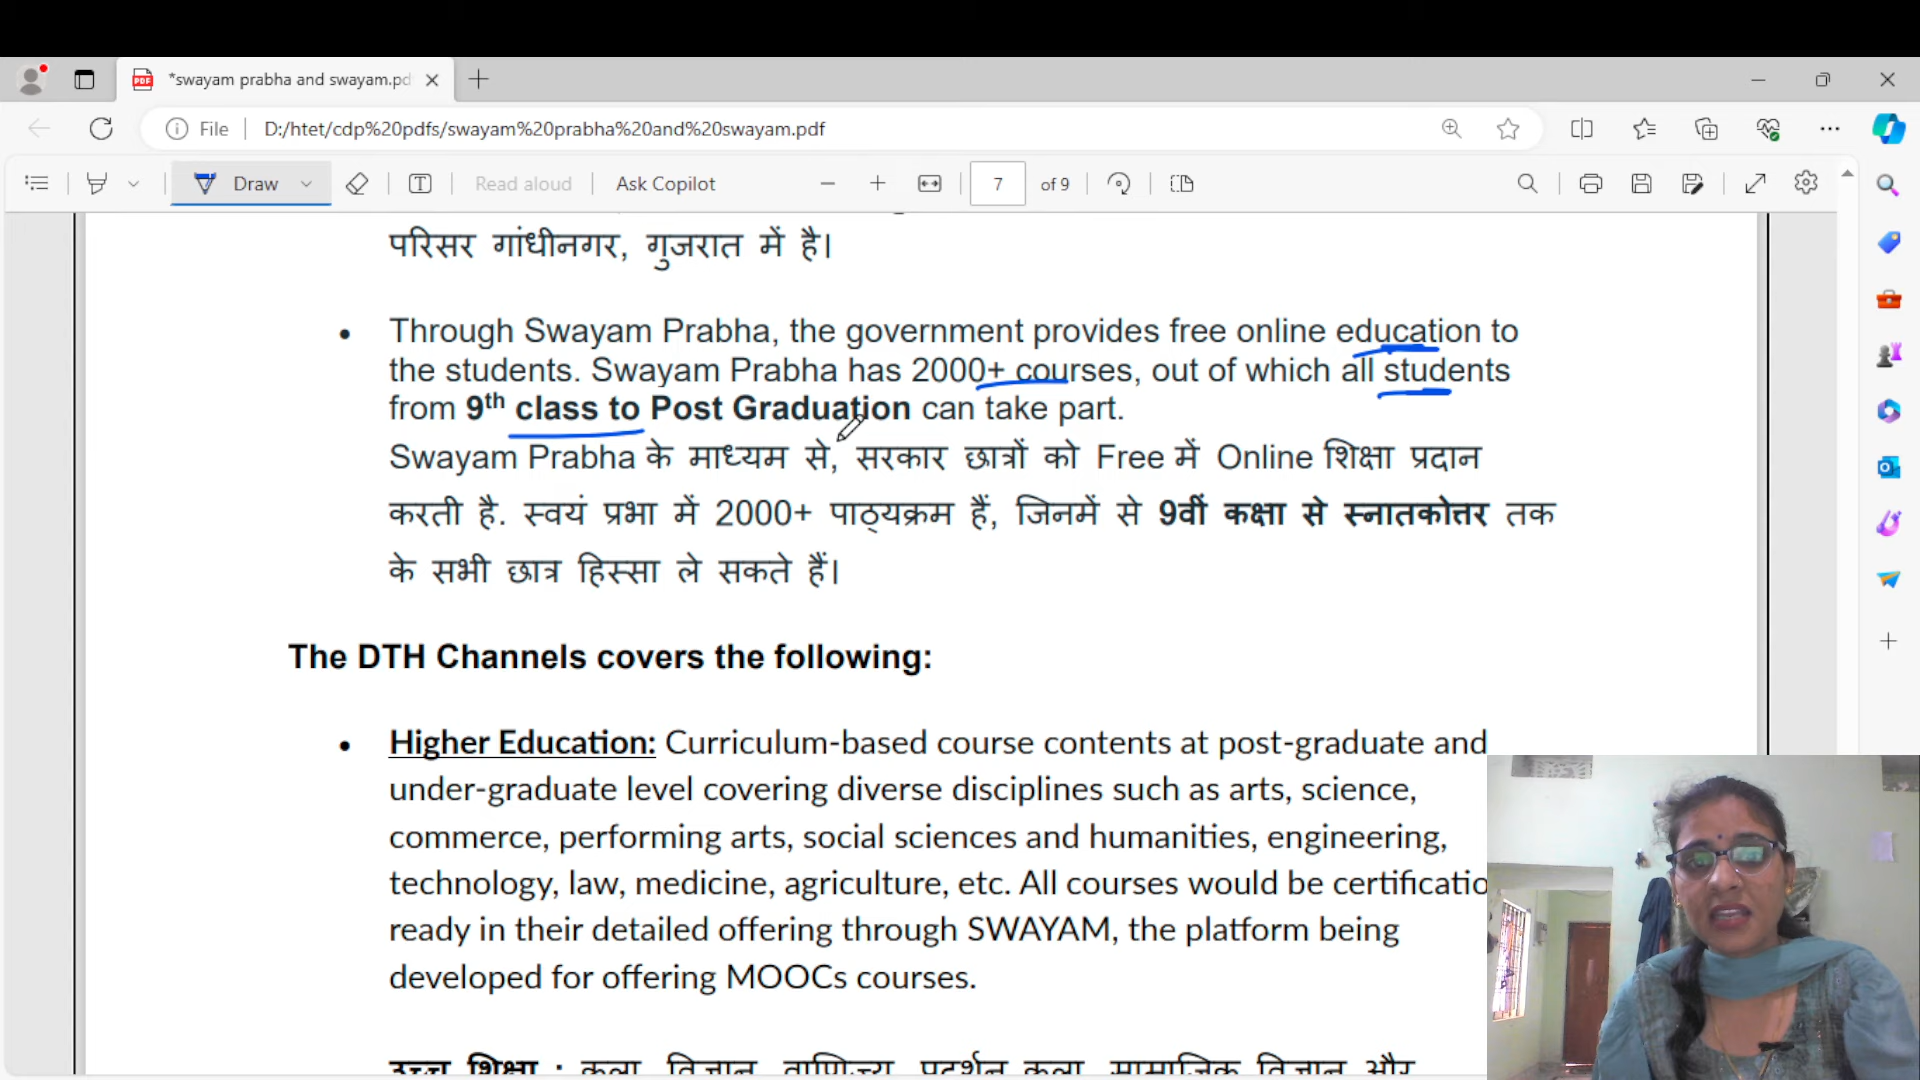 *swayam prabha and swayam.pd
File
D:/htet/cdp%20pdfs/swayam%20prabha%20and%20swayam.pdf
Draw
Read aloud
Ask Copilot
7
of 9
परिसर गांधीनगर, गुजरात में है।
• Through Swayam Prabha, the government provides free online education to
the students. Swayam Prabha has 2000+ courses, out of which all students
from 9th class to Post Graduation can take part.
Swayam Prabha के माध्यम से, सरकार छात्रों को Free में Online शिक्षा प्रदान
करती है. स्वयं प्रभा में 2000+ पाठ्यक्रम हैं, जिनमें से 9वीं कक्षा से स्नातकोत्तर तक
के सभी छात्र हिस्सा ले सकते हैं।
The DTH Channels covers the following:
• Higher Education: Curriculum-based course contents at post-graduate and
under-graduate level covering diverse disciplines such as arts, science,
commerce, performing arts, social sciences and humanities, engineering,
technology, law, medicine, agriculture, etc. All courses would be certificatio
ready in their detailed offering through SWAYAM, the platform being
developed for offering MOOCs courses.
उच्च शिक्षा : कला, विज्ञान, वाणिज्य, प्रदर्शन कला, सामाजिक विज्ञान और